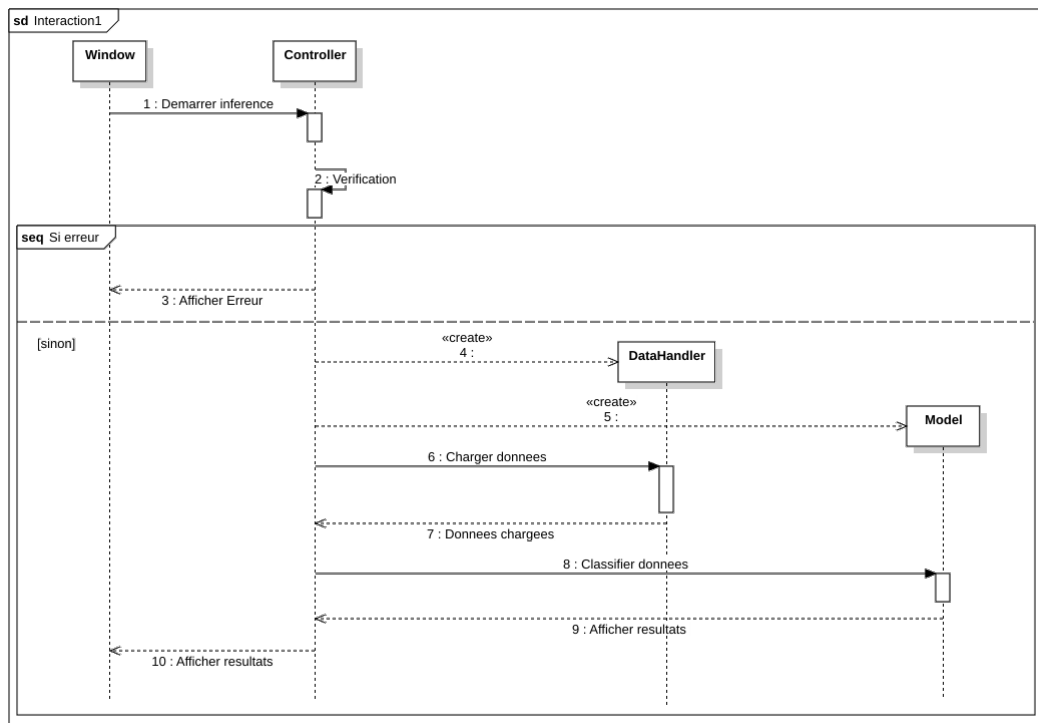 sd Interaction1
Window
Controller
1 : Demarrer inference
2 : Verification
seq Si erreur
3 : Afficher Erreur
[sinon]
«create»
4 :
DataHandler
«create»
5 :
Model
6 : Charger donnees
7 : Donnees chargees
8 : Classifier donnees
9 : Afficher resultats
10 : Afficher resultats